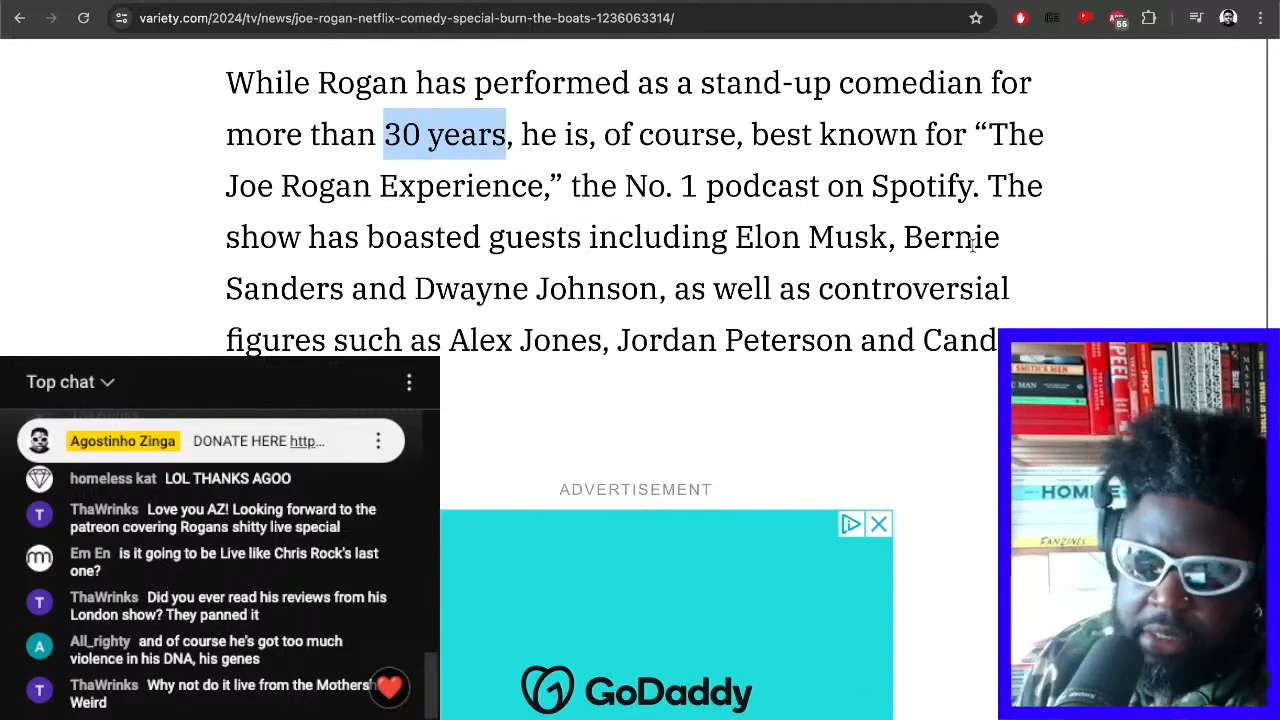 variety.com/2024/tv/news/joe-rogan-netflix-comedy-special-burn-the-boats-1236063314/
55
While Rogan has performed as a stand-up comedian for
more than 30 years, he is, of course, best known for “The
Joe Rogan Experience,” the No. 1 podcast on Spotify. The
show has boasted guests including Elon Musk, Bernie
Sanders and Dwayne Johnson, as well as controversial
figures such as Alex Jones, Jordan Peterson and Cand
Top chat
Agostinho Zinga DONATE HERE http...
homeless kat LOL THANKS AGOO
T ThaWrinks Love you AZ! Looking forward to the
patreon covering Rogans shitty live special
Em En is it going to be Live like Chris Rock's last
one?
T ThaWrinks Did you ever read his reviews from his
London show? They panned it
A All_righty and of course he's got too much
violence in his DNA, his genes
T ThaWrinks Why not do it live from the Mothersh
Weird
ADVERTISEMENT
GoDaddy
SMITH'S MEN
SPICE
MASTERY
HOME
FANZINES